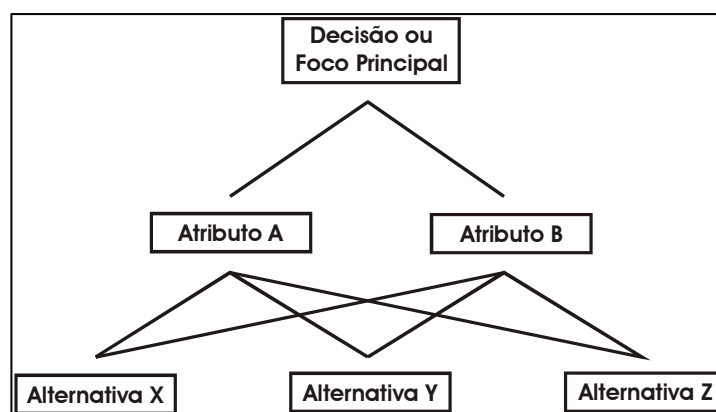 Decisão ou
Foco Principal
Atributo A
Atributo B
Alternativa X
Alternativa Y
Alternativa Z